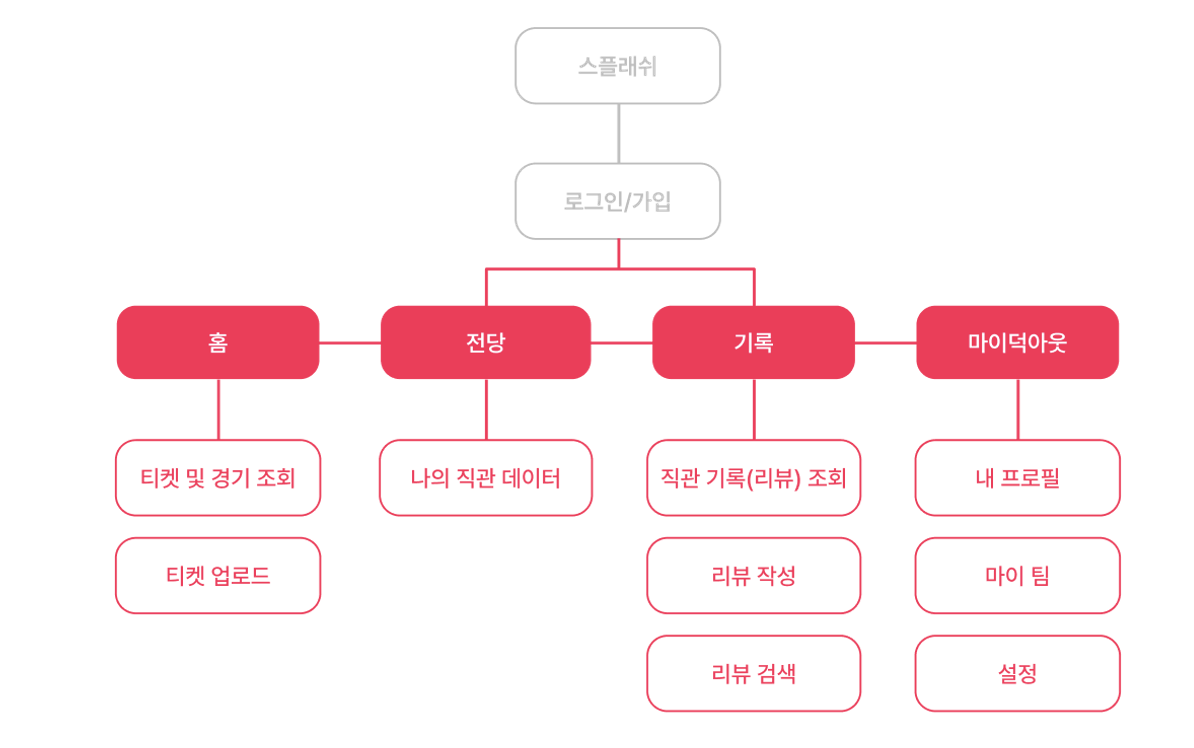 스플래쉬
로그인/가입
홈
전당
기록
마이덕아웃
티켓 및 경기 조회
나의 직관 데이터
직관 기록(리뷰) 조회
내 프로필
티켓 업로드
리뷰 작성
마이 팀
리뷰 검색
설정